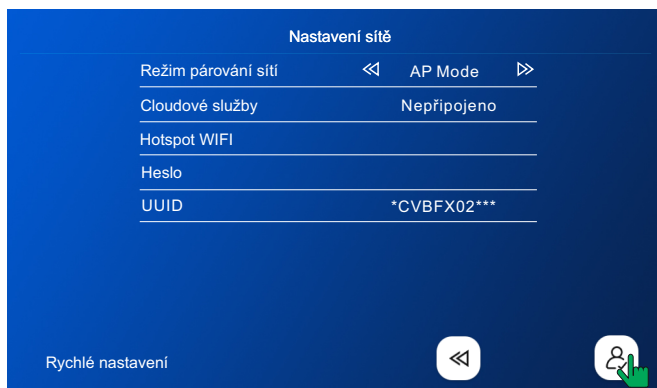 Nastavení sítě
Režim párování sítí AP Mode
Cloudové služby Nepřipojeno
Hotspot WIFI
Heslo
UUID *CVBFX02***
Rychlé nastavení